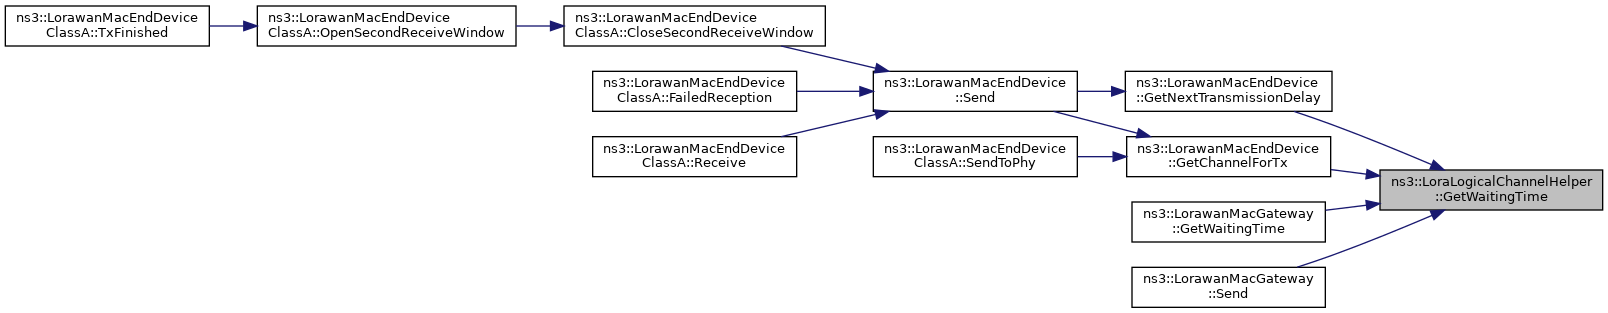 ns3::LorawanMacEndDevice
ClassA::TxFinished
ns3::LorawanMacEndDevice
ClassA::OpenSecondReceiveWindow
ns3::LorawanMacEndDevice
ClassA::CloseSecondReceiveWindow
ns3::LorawanMacEndDevice
ClassA::FailedReception
ns3::LorawanMacEndDevice
::Send
ns3::LorawanMacEndDevice
::GetNextTransmissionDelay
ns3::LorawanMacEndDevice
ClassA::Receive
ns3::LorawanMacEndDevice
ClassA::SendToPhy
ns3::LorawanMacEndDevice
::GetChannelForTx
ns3::LoraLogicalChannelHelper
::GetWaitingTime
ns3::LorawanMacGateway
::GetWaitingTime
ns3::LorawanMacGateway
::Send